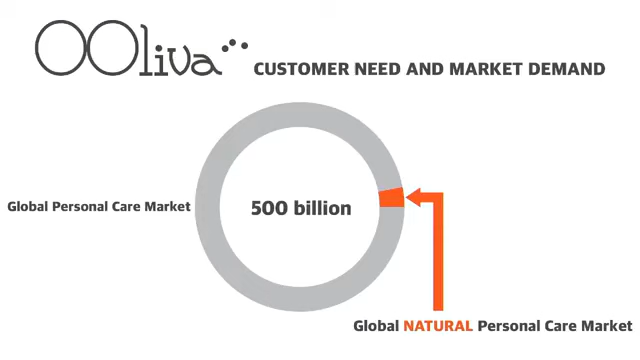 OOliva
CUSTOMER NEED AND MARKET DEMAND
Global Personal Care Market
500 billion
Global NATURAL Personal Care Market